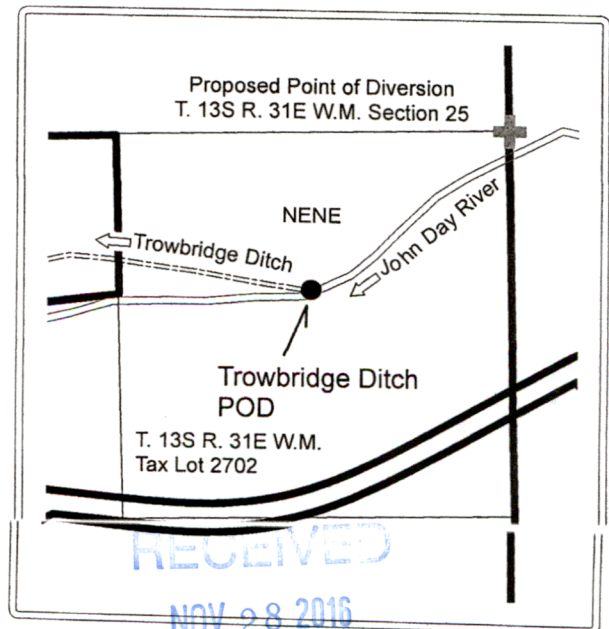 Proposed Point of Diversion
T. 13S R. 31E W.M. Section 25
NENE
Trowbridge Ditch
John Day River
Trowbridge Ditch
POD
T. 13S R. 31E W.M.
Tax Lot 2702
RECEIVED
NOV 28 2016